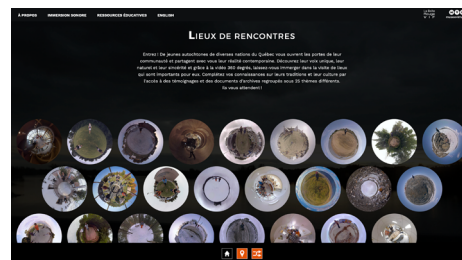 À PROPOS
IMMERSION SONORE
RESSOURCES ÉDUCATIVES
ENGLISH
LIEUX DE RENCONTRES
Entrez ! De jeunes autochtones de diverses nations du Québec vous ouvrent les portes de leur
communauté et partagent avec vous leur réalité contemporaine. Découvrez leur voix unique, leur
naturel et leur sincérité et grâce à la vidéo 360 degrés, laissez-vous immerger dans la visite de lieux
qui sont importants pour eux. Complétez vos connaissances sur leurs traditions et leur culture par
l'accès à des témoignages et des documents d'archives regroupés sous 25 thèmes différents.
Ils vous attendent !